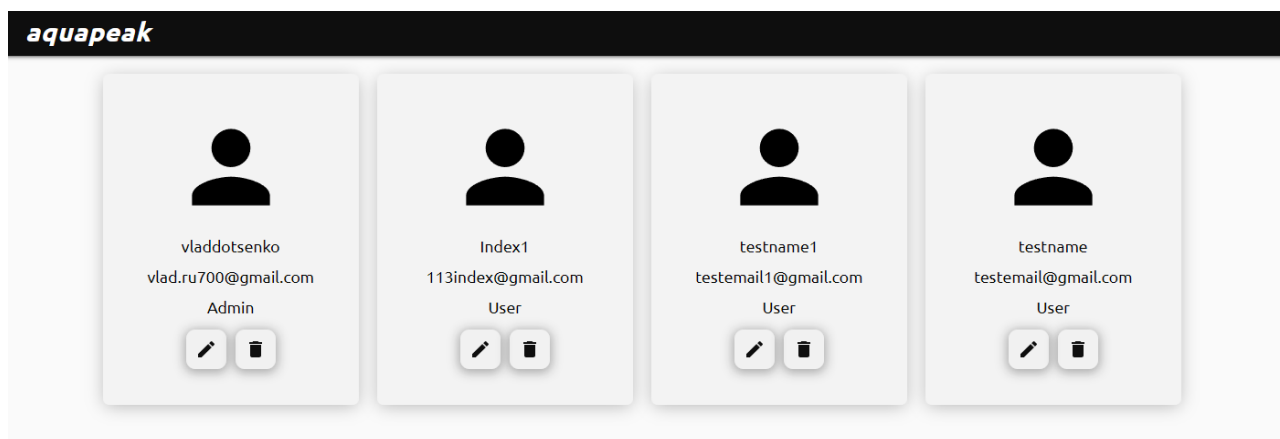 aquapeak
vladdotsenko
vlad.ru700@gmail.com
Admin
Index1
113index@gmail.com
User
testname1
testemail1@gmail.com
User
testname
testemail@gmail.com
User